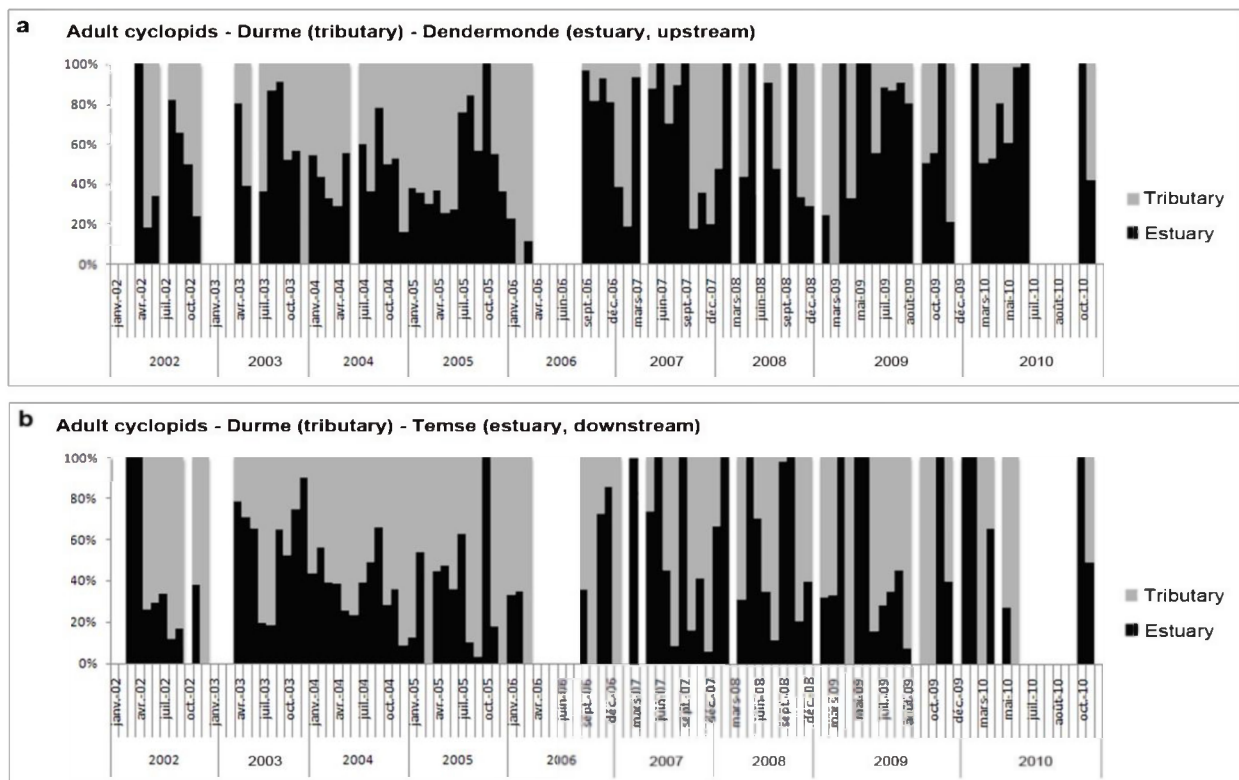 a Adult cyclopids - Durme (tributary) - Dendermonde (estuary, upstream)
100%
80%
60%
40%
20%
0%
Tributary
Estuary
janv.-02 avr.-02 juil.-02 oct.-02 janv.-03 avr.-03 juil.-03 oct.-03 janv.-04 avr.-04 juil.-04 oct.-04 janv.-05 avr.-05 juil.-05 oct.-05 janv.-06 avr.-06 juin-06 sept.-06 déc.-06 mars-07 juin-07 sept.-07 déc.-07 mars-08 juin-08 sept.-08 déc.-08 mars-09 mai-09 juil.-09 août-09 oct.-09 déc.-09 mars-10 mai-10 juil.-10 août-10 oct.-10
2002 2003 2004 2005 2006 2007 2008 2009 2010
b Adult cyclopids - Durme (tributary) - Temse (estuary, downstream)
100%
80%
60%
40%
20%
0%
Tributary
Estuary
janv.-02 avr.-02 juil.-02 oct.-02 janv.-03 avr.-03 juil.-03 oct.-03 janv.-04 avr.-04 juil.-04 oct.-04 janv.-05 avr.-05 juil.-05 oct.-05 janv.-06 avr.-06 juin-06 sept.-06 déc.-06 mars-07 juin-07 sept.-07 déc.-07 mars-08 juin-08 sept.-08 déc.-08 mars-09 mai-09 juil.-09 août-09 oct.-09 déc.-09 mars-10 mai-10 juil.-10 août-10 oct.-10
2002 2003 2004 2005 2006 2007 2008 2009 2010